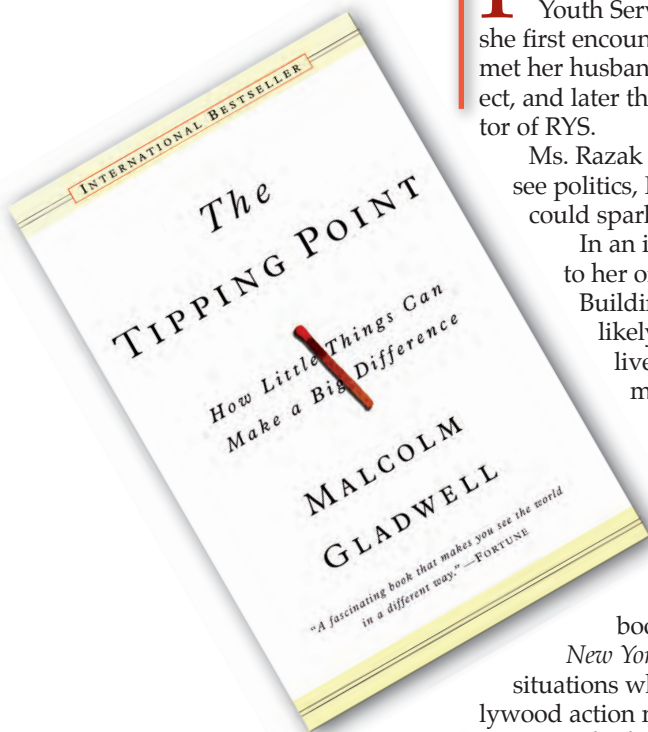 INTERNATIONAL BESTSELLER
The
TIPPING POINT
How Little Things Can
Make a Big Difference
MALCOLM
GLADWELL
"A fascinating book that makes you see the world
in a different way." —FORTUNE
Youth Serv
she first encoun
met her husban
ect, and later th
tor of RYS.
Ms. Razak
see politics, I
could spark
In an i
to her o
Buildin
likely
live
m
boo
New Yor
situations wh
lywood action r